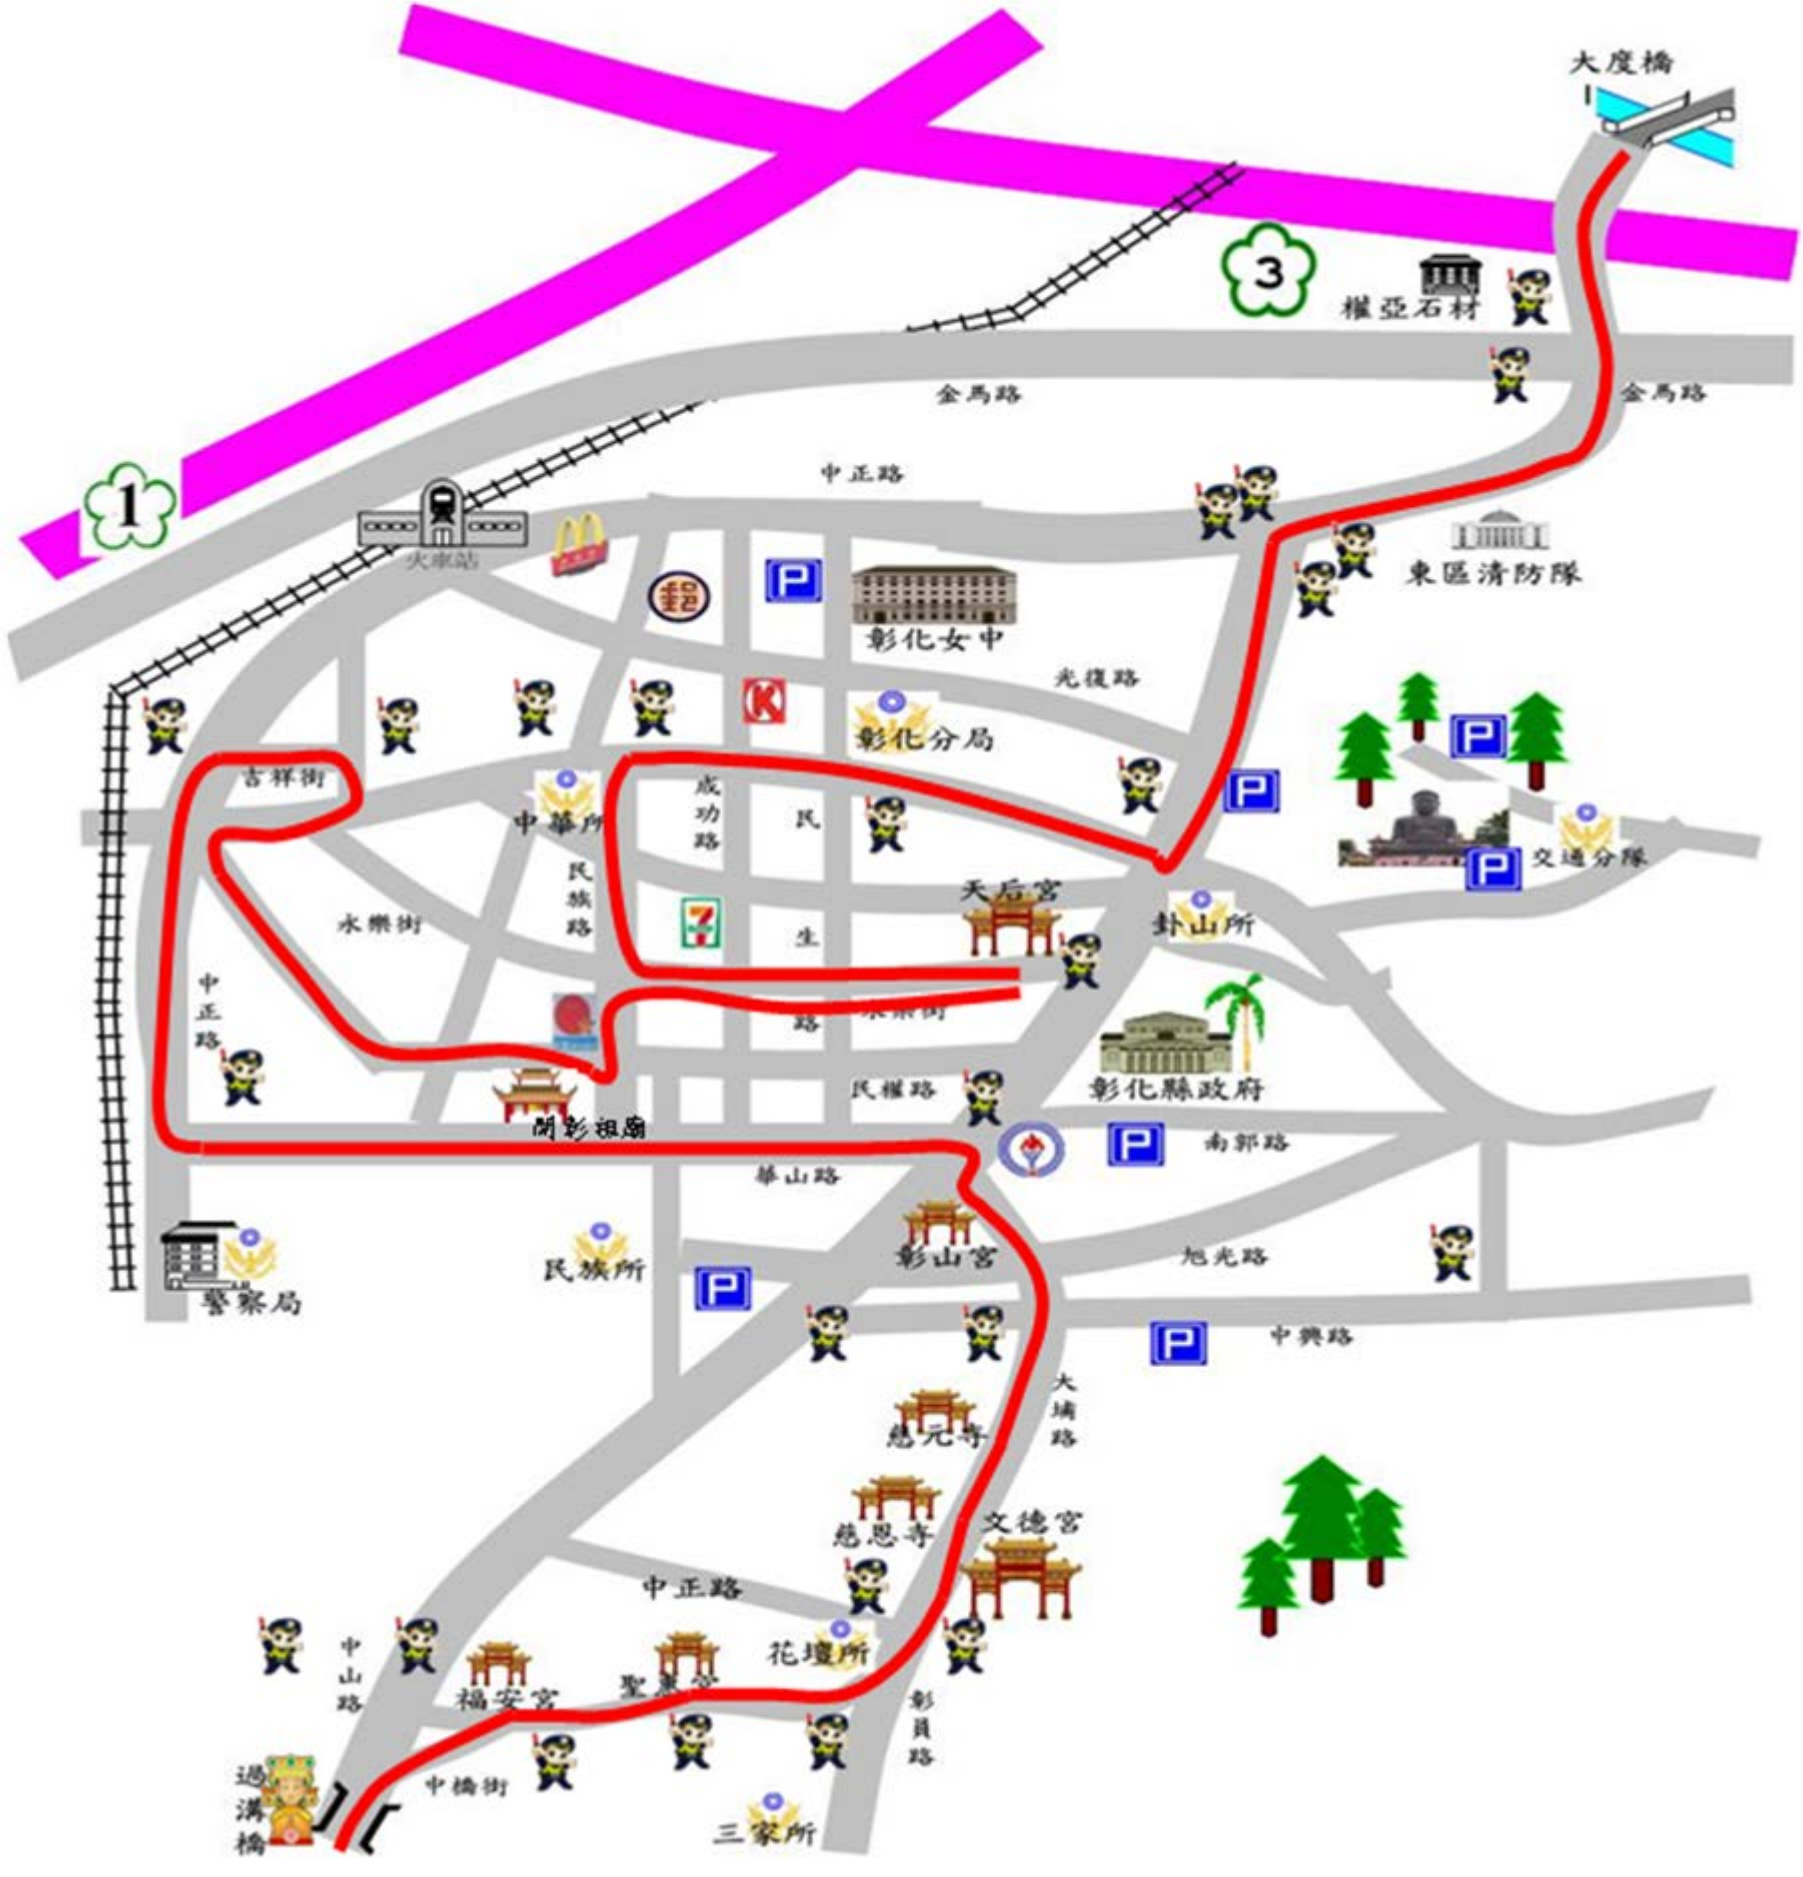 大度橋
3
權亞石材
金馬路
金馬路
中正路
1
火車站
東區消防隊
郵
P
彰化女中
光復路
K
彰化分局
P
吉祥街
中華所
成功路
民生路
P
P
交通分隊
民族路
天后宮
卦山所
永樂街
7
中正路
永樂街
彰化縣政府
民權路
開彰祖廟
P
南郭路
華山路
彰山宮
旭光路
民族所
P
警察局
P
中興路
大埔路
慈元寺
慈恩寺
文德宮
中正路
花壇所
中山路
福安宮
聖惠宮
彰員路
過溝橋
中橋街
三家所